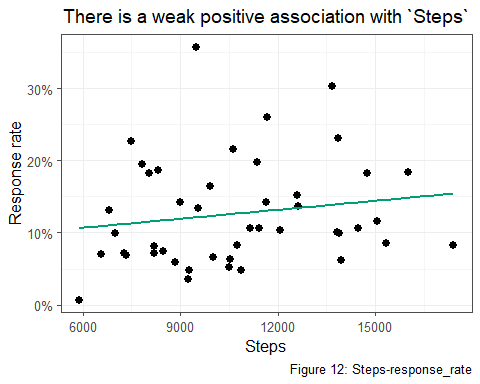 There is a weak positive association with `Steps`
Response rate
30%
20%
10%
0%
6000 9000 12000 15000
Steps
Figure 12: Steps-response_rate